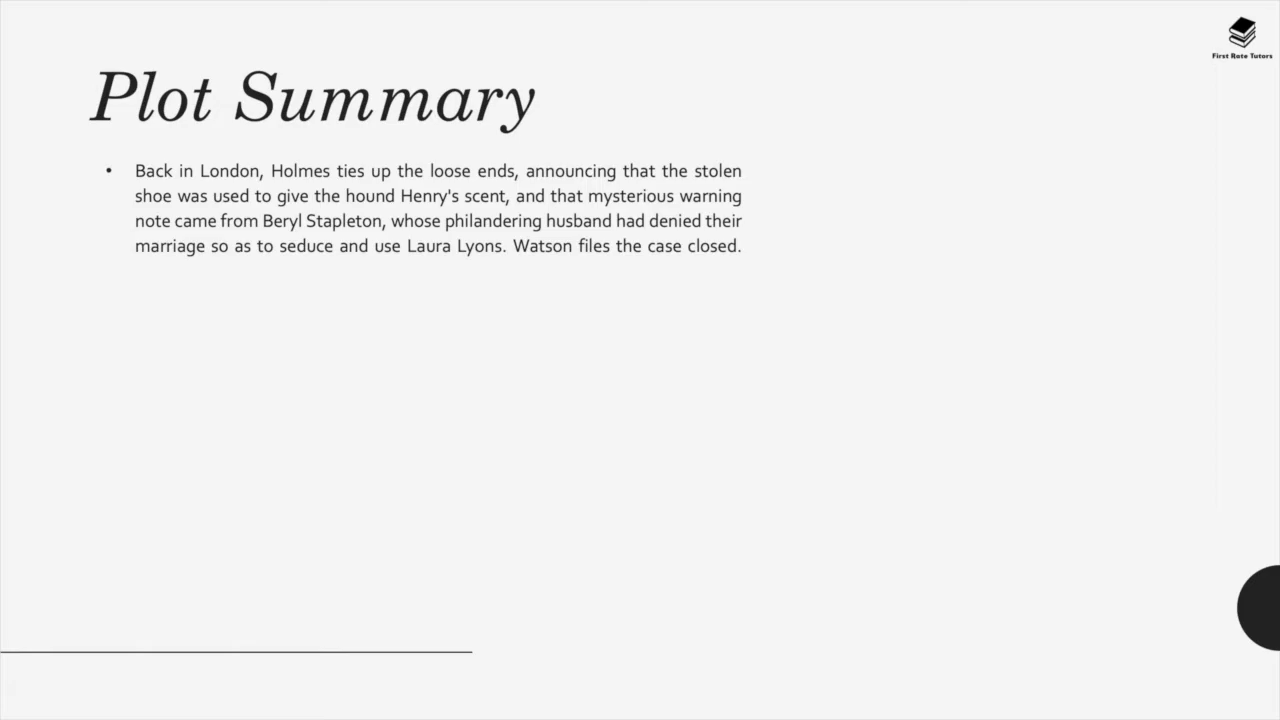 First Rate Tutors
Plot Summary
• Back in London, Holmes ties up the loose ends, announcing that the stolen
shoe was used to give the hound Henry's scent, and that mysterious warning
note came from Beryl Stapleton, whose philandering husband had denied their
marriage so as to seduce and use Laura Lyons. Watson files the case closed.